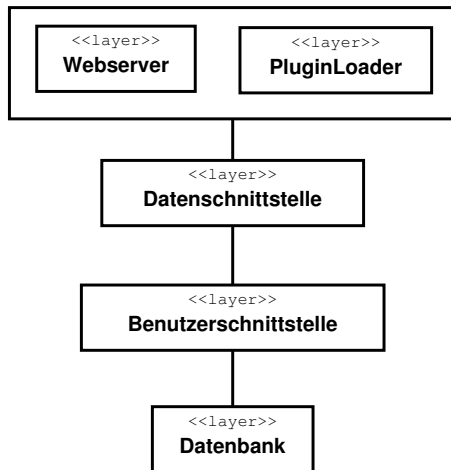 <<layer>>
Webserver
<<layer>>
PluginLoader
<<layer>>
Datenschnittstelle
<<layer>>
Benutzerschnittstelle
<<layer>>
Datenbank